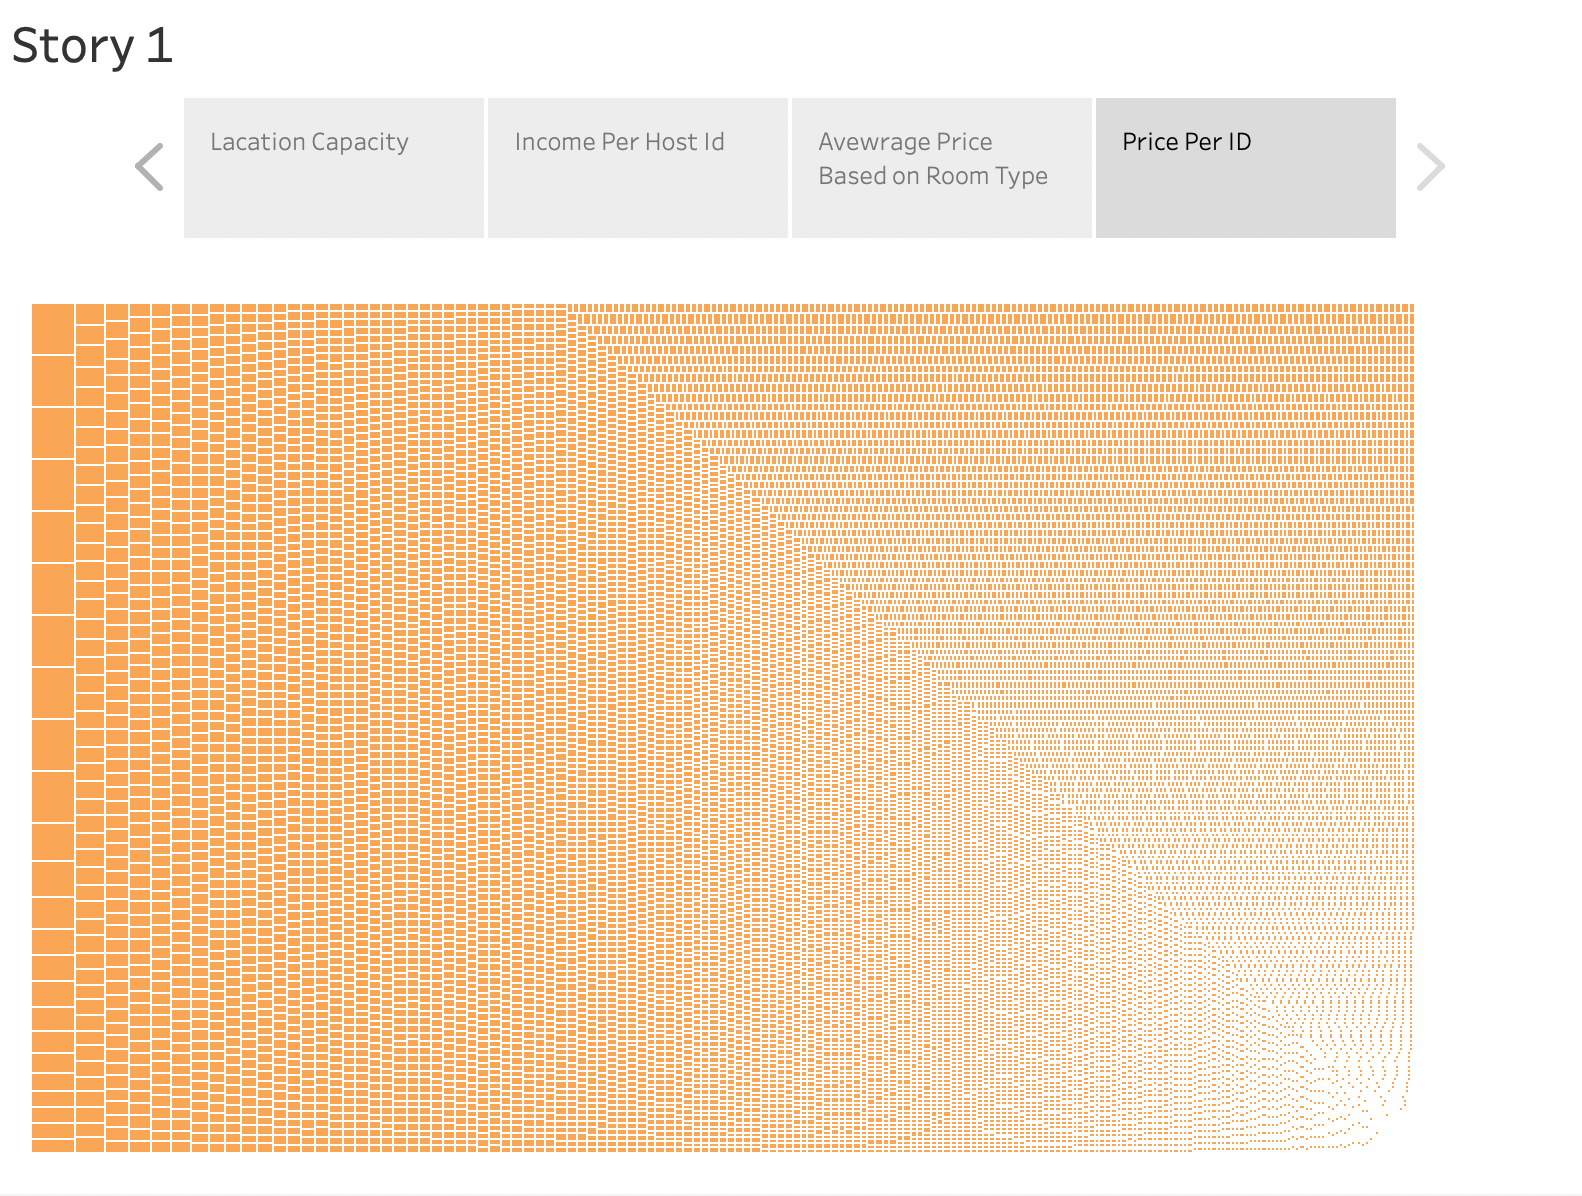 Story 1
Lacation Capacity
Income Per Host Id
Avewrage Price
Based on Room Type
Price Per ID